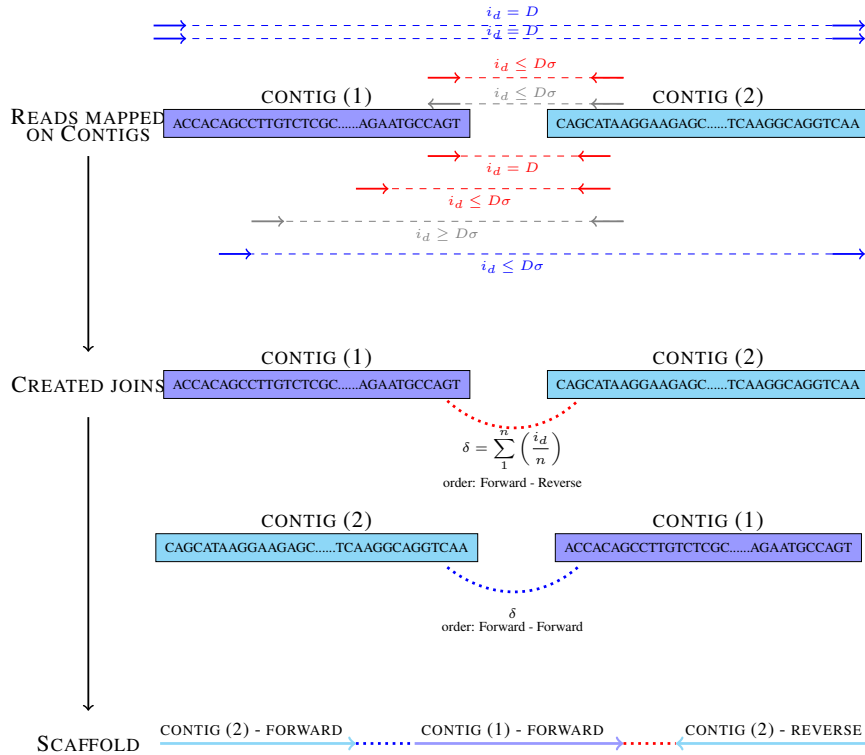 i_d = D
i_d = D
i_d ≤ Dσ
i_d ≤ Dσ
CONTIG (1)
CONTIG (2)
READS MAPPED
ON CONTIGS
ACCACAGCCTTGTCTCGC......AGAATGCCAGT
CAGCATAAGGAAGAGC......TCAAGGCAGGTCAA
i_d = D
i_d ≤ Dσ
i_d ≥ Dσ
i_d ≤ Dσ
CONTIG (1)
CONTIG (2)
CREATED JOINS
ACCACAGCCTTGTCTCGC......AGAATGCCAGT
CAGCATAAGGAAGAGC......TCAAGGCAGGTCAA
δ = ∑_1^n (i_d/n)
order: Forward - Reverse
CONTIG (2)
CONTIG (1)
CAGCATAAGGAAGAGC......TCAAGGCAGGTCAA
ACCACAGCCTTGTCTCGC......AGAATGCCAGT
δ
order: Forward - Forward
CONTIG (2) - FORWARD
CONTIG (1) - FORWARD
CONTIG (2) - REVERSE
SCAFFOLD